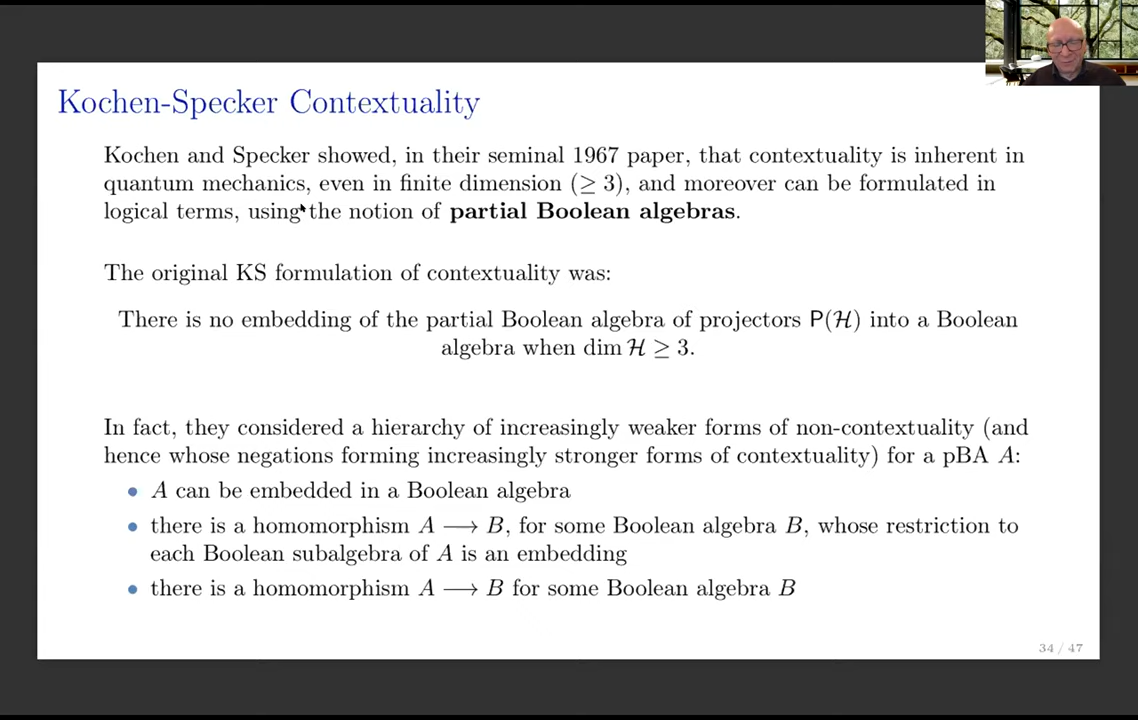 Kochen-Specker Contextuality
Kochen and Specker showed, in their seminal 1967 paper, that contextuality is inherent in
quantum mechanics, even in finite dimension (≥ 3), and moreover can be formulated in
logical terms, using the notion of partial Boolean algebras.
The original KS formulation of contextuality was:
There is no embedding of the partial Boolean algebra of projectors P(ℋ) into a Boolean
algebra when dim ℋ ≥ 3.
In fact, they considered a hierarchy of increasingly weaker forms of non-contextuality (and
hence whose negations forming increasingly stronger forms of contextuality) for a pBA A:
• A can be embedded in a Boolean algebra
• there is a homomorphism A ⟶ B, for some Boolean algebra B, whose restriction to
each Boolean subalgebra of A is an embedding
• there is a homomorphism A ⟶ B for some Boolean algebra B
34 / 47